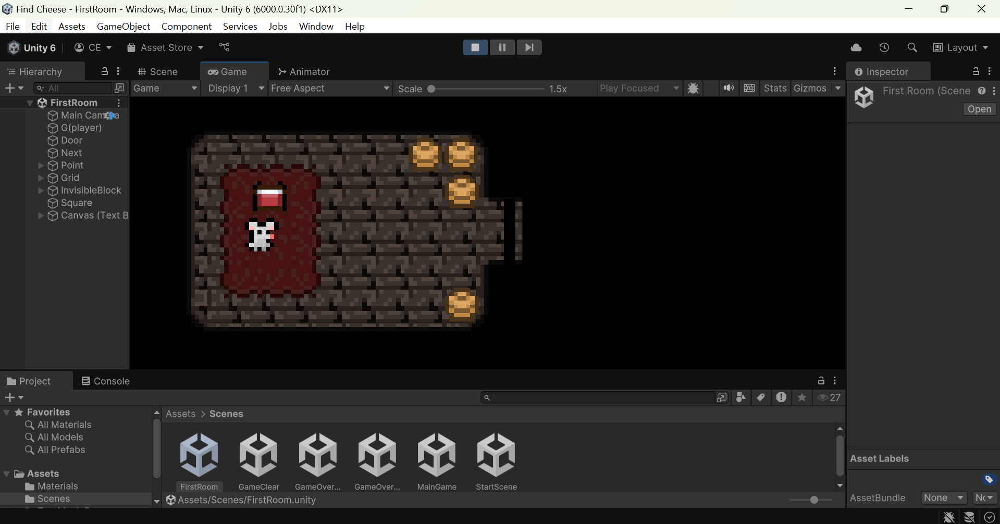 Find Cheese - FirstRoom - Windows, Mac, Linux - Unity 6 (6000.0.30f1) <DX11>
File Edit Assets GameObject Component Services Jobs Window Help
Unity 6 CE Asset Store Layout
Hierarchy Scene Game Animator Inspector
All Game Display 1 Free Aspect Scale 1.5x Play Focused Stats Gizmos
First Room (Scene
Open
FirstRoom
Main Camera
G(player)
Door
Next
Point
Grid
InvisibleBlock
Square
Canvas (Text B
Project Console
27
Favorites
All Materials
All Models
All Prefabs
Assets
Materials
Scenes
Assets > Scenes
FirstRoom GameClear GameOver... GameOver... MainGame StartScene
Assets/Scenes/FirstRoom.unity
Asset Labels
AssetBundle None